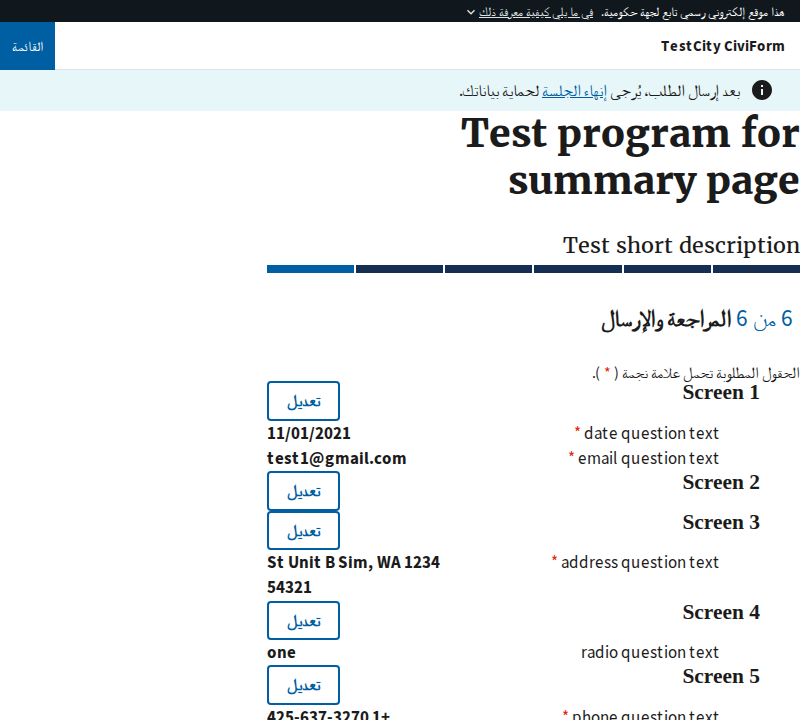 هذا موقع إلكتروني رسمي تابع لجهة حكومية. في ما يلي كيفية معرفة ذلك
TestCity CiviForm
القائمة
بعد إرسال الطلب، يُرجى إنهاء الجلسة لحماية بياناتك.
Test program for
summary page
Test short description
6 من 6 المراجعة والإرسال
الحقول المطلوبة تحمل علامة نجمة ( * ).
Screen 1
تعديل
date question text *
11/01/2021
email question text *
test1@gmail.com
Screen 2
تعديل
Screen 3
تعديل
address question text *
St Unit B Sim, WA 1234
54321
Screen 4
تعديل
radio question text
one
Screen 5
تعديل
phone question text *
425-637-3270 1+